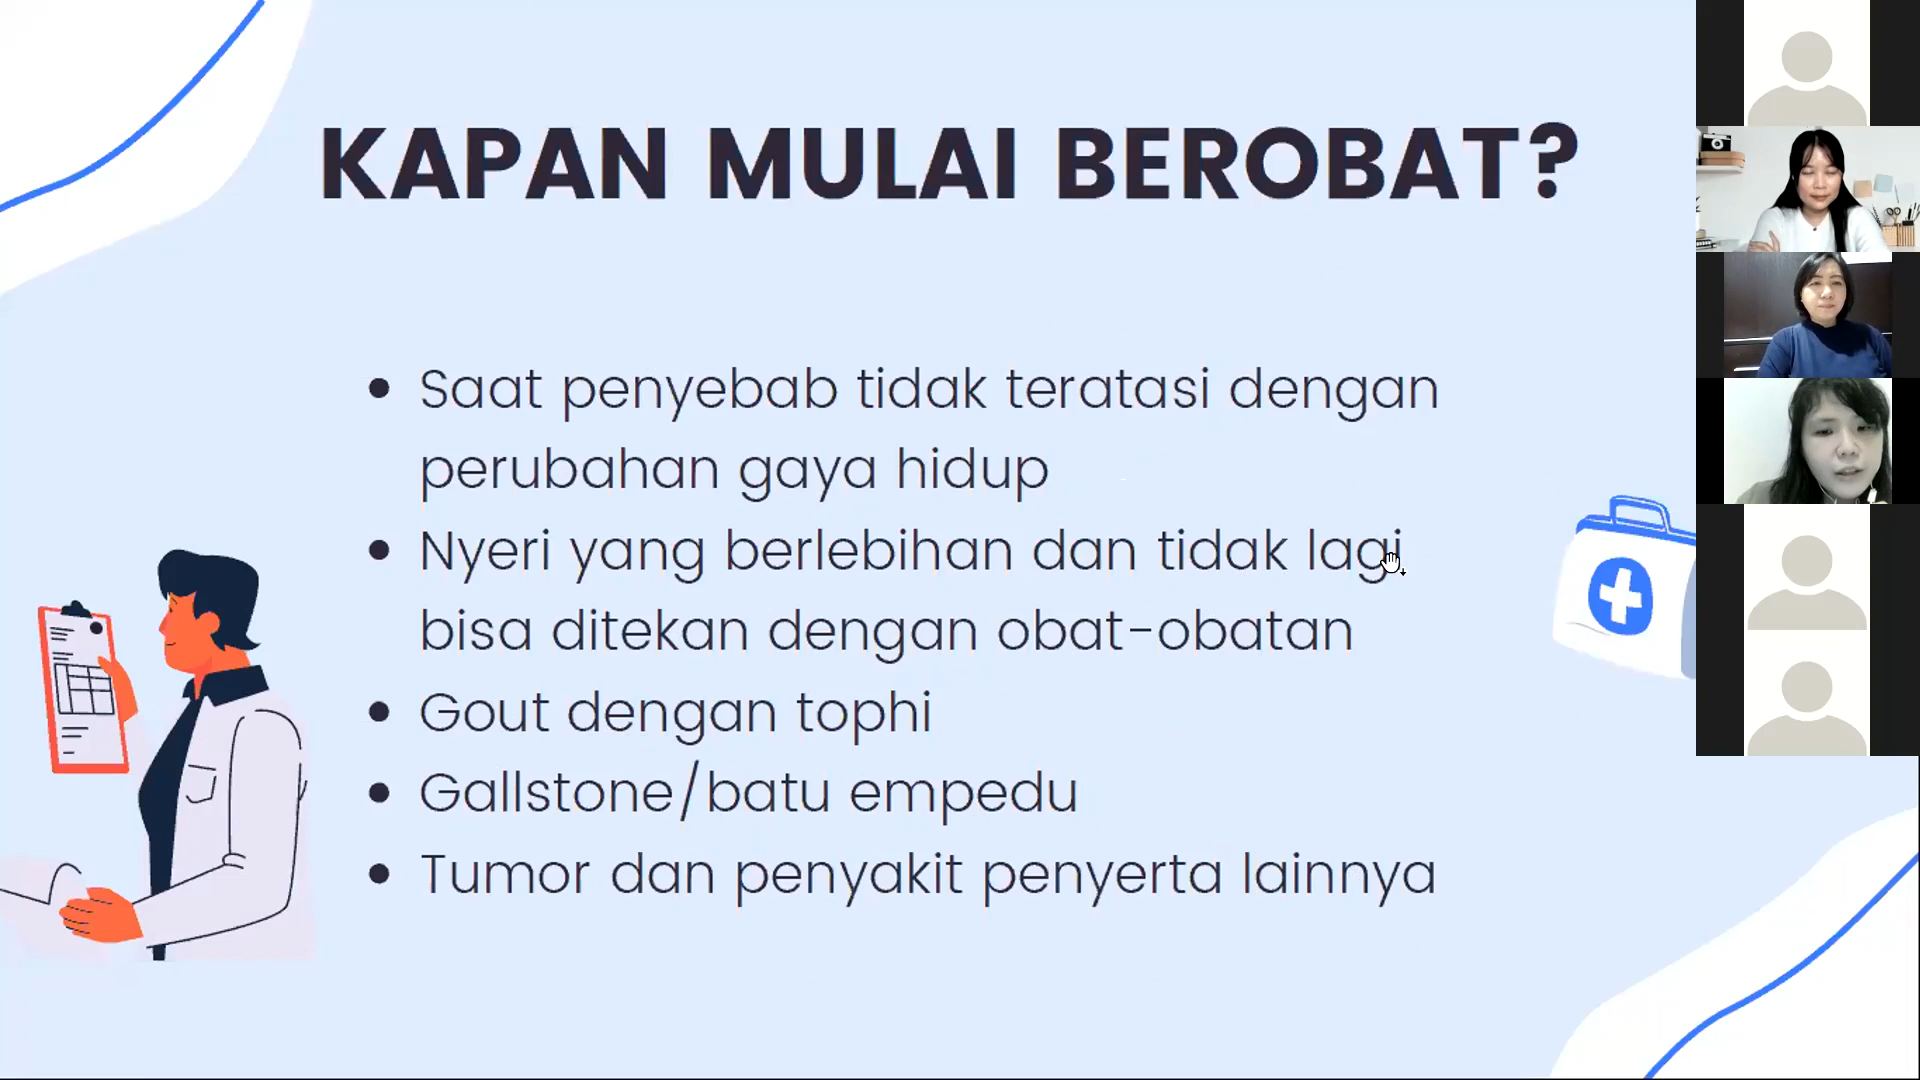 KAPAN MULAI BEROBAT?
• Saat penyebab tidak teratasi dengan
perubahan gaya hidup
• Nyeri yang berlebihan dan tidak lagi
bisa ditekan dengan obat-obatan
• Gout dengan tophi
• Gallstone/batu empedu
• Tumor dan penyakit penyerta lainnya